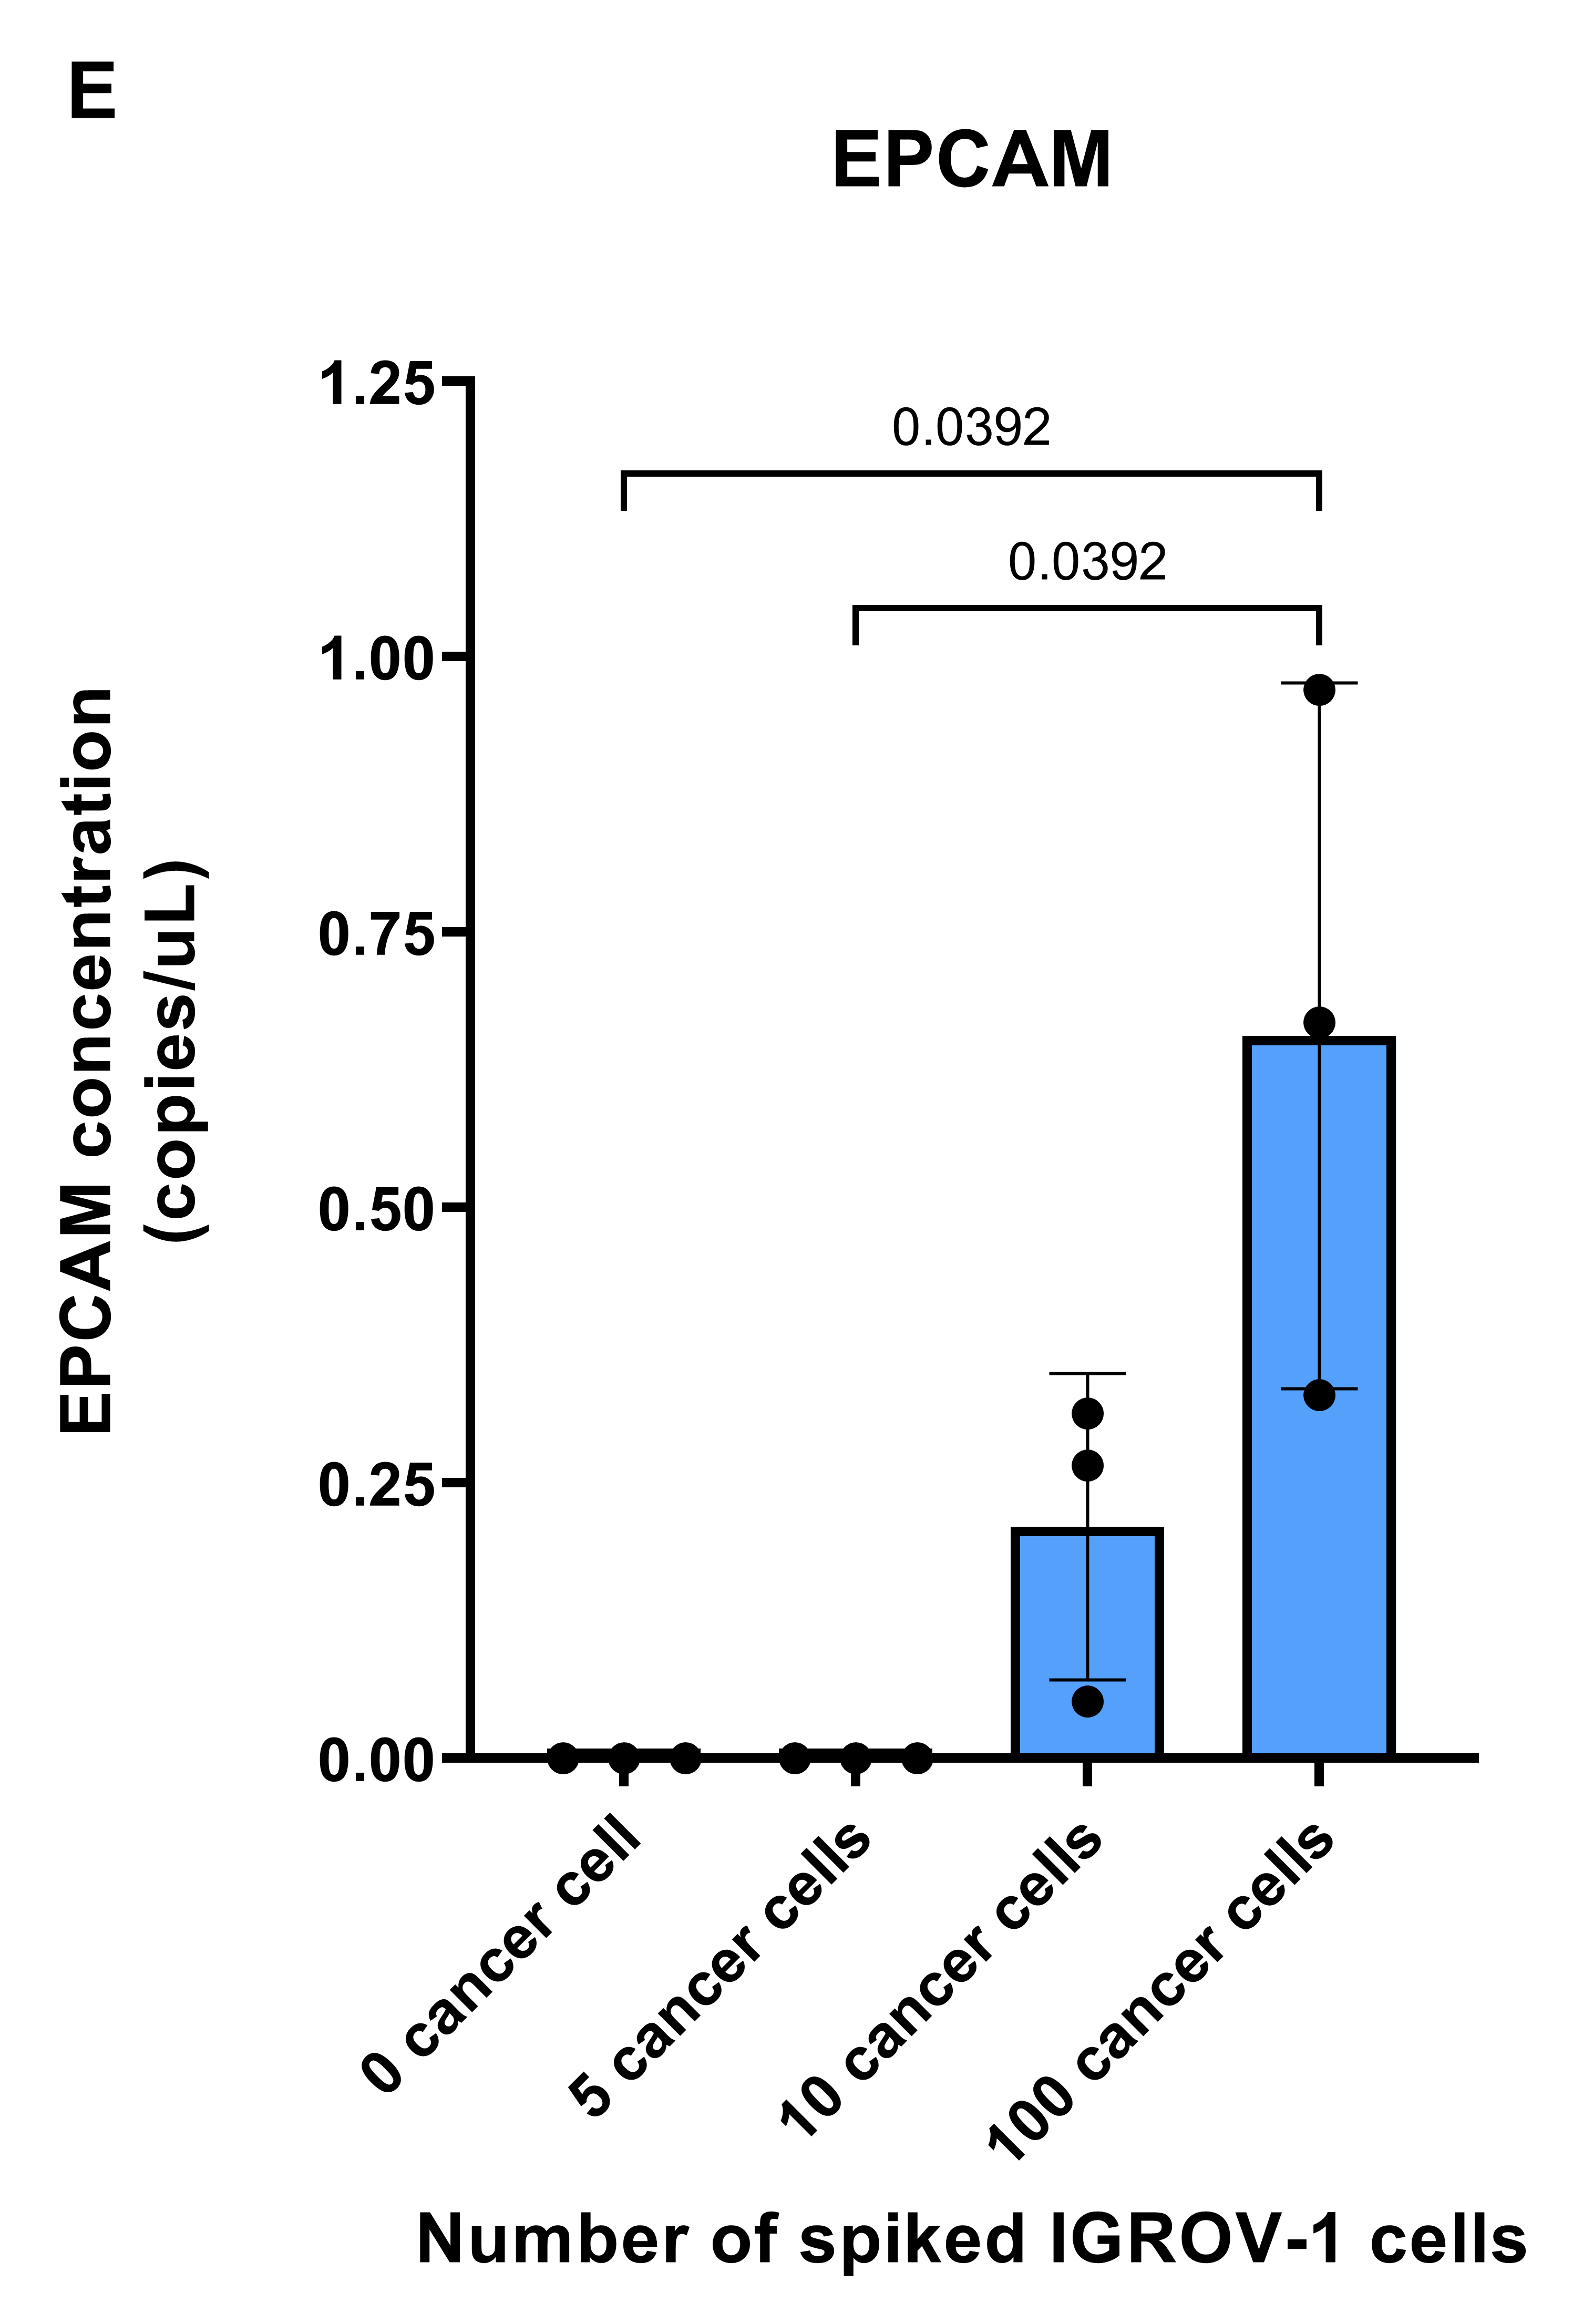 E
EPCAM
1.25
1.00
0.75
0.50
0.25
0.00
EPCAM concentration
(copies/uL)
0.0392
0.0392
0 cancer cell
5 cancer cells
10 cancer cells
100 cancer cells
Number of spiked IGROV-1 cells